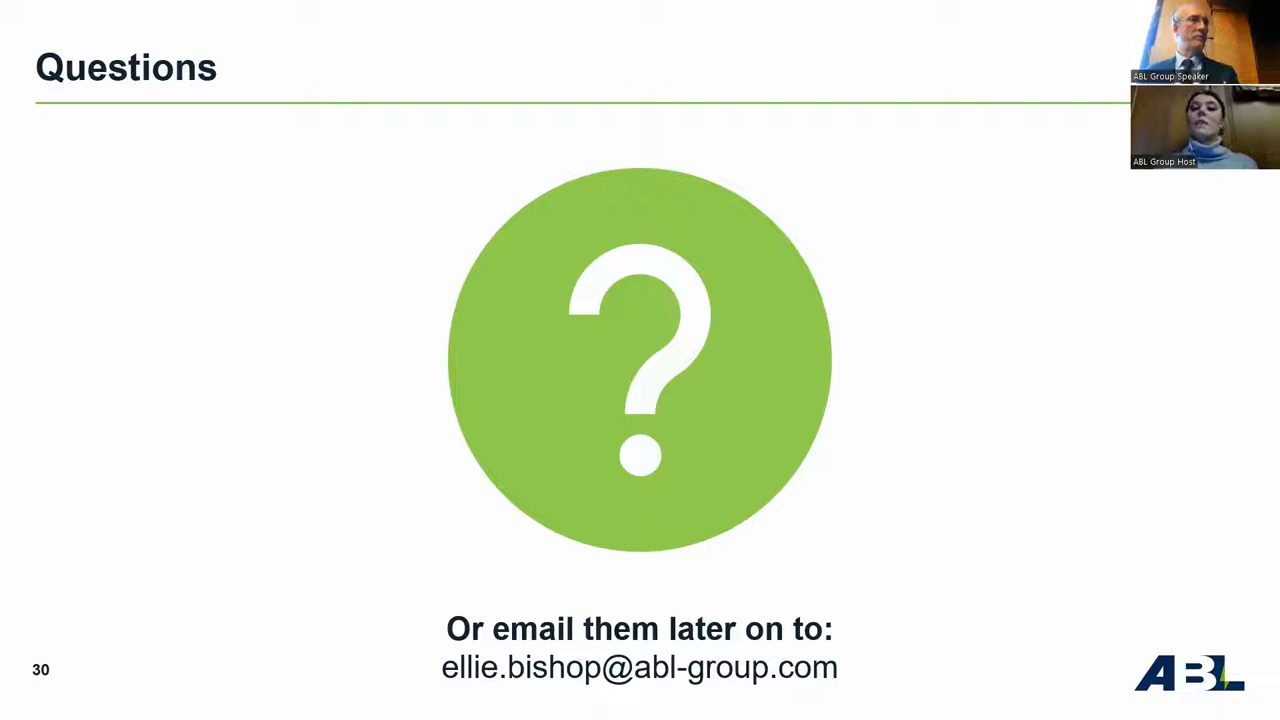 Questions
ABL Group Speaker
ABL Group Host
?
Or email them later on to:
ellie.bishop@abl-group.com
30
ABL